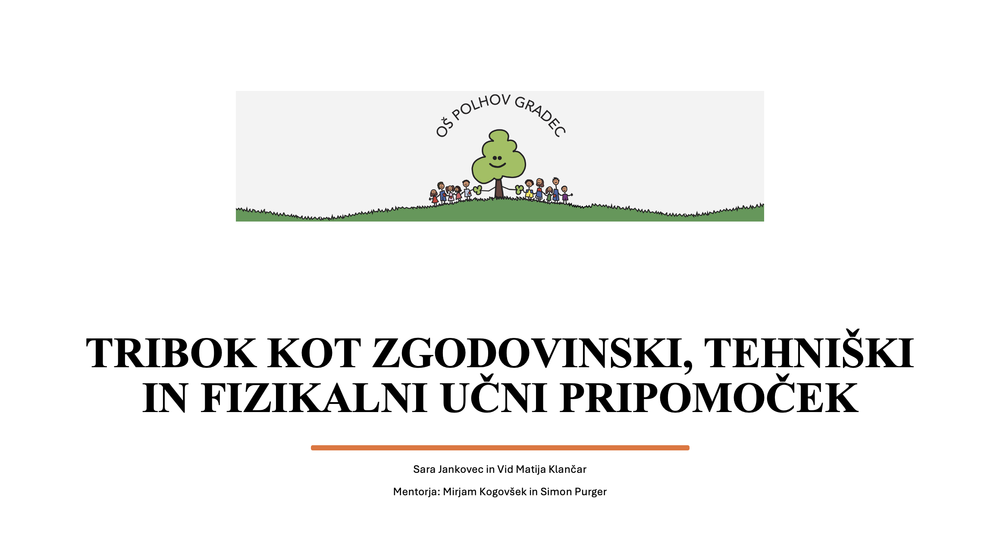 OŠ POLHOV GRADEC
TRIBOK KOT ZGODOVINSKI, TEHNIŠKI
IN FIZIKALNI UČNI PRIPOMOČEK
Sara Jankovec in Vid Matija Klančar
Mentorja: Mirjam Kogovšek in Simon Purger